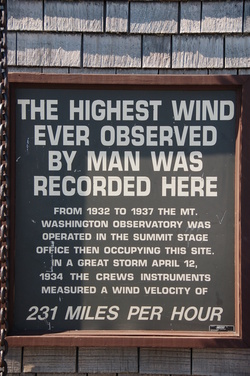 THE HIGHEST WIND
EVER OBSERVED
BY MAN WAS
RECORDED HERE
FROM 1932 TO 1937 THE MT.
WASHINGTON OBSERVATORY WAS
OPERATED IN THE SUMMIT STAGE
OFFICE THEN OCCUPYING THIS SITE.
IN A GREAT STORM APRIL 12,
1934 THE CREWS INSTRUMENTS
MEASURED A WIND VELOCITY OF
231 MILES PER HOUR